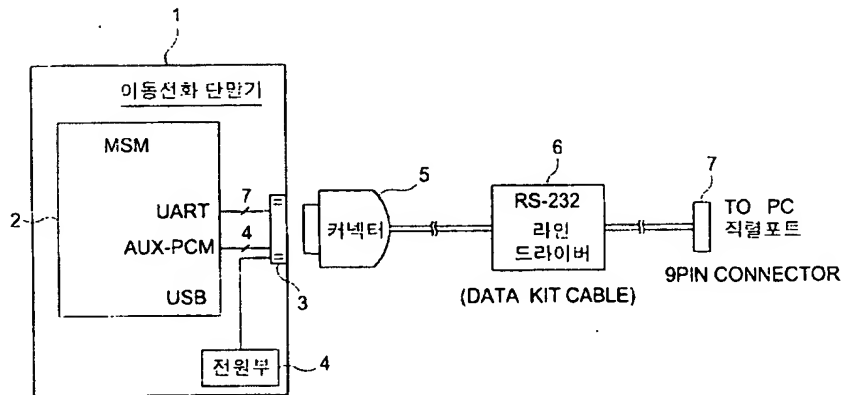 1
이동전화 단말기
MSM
2
UART
7
AUX-PCM
4
USB
3
전원부
4
커넥터
5
6
RS-232
라인
드라이버
(DATA KIT CABLE)
7
TO PC
직렬포트
9PIN CONNECTOR